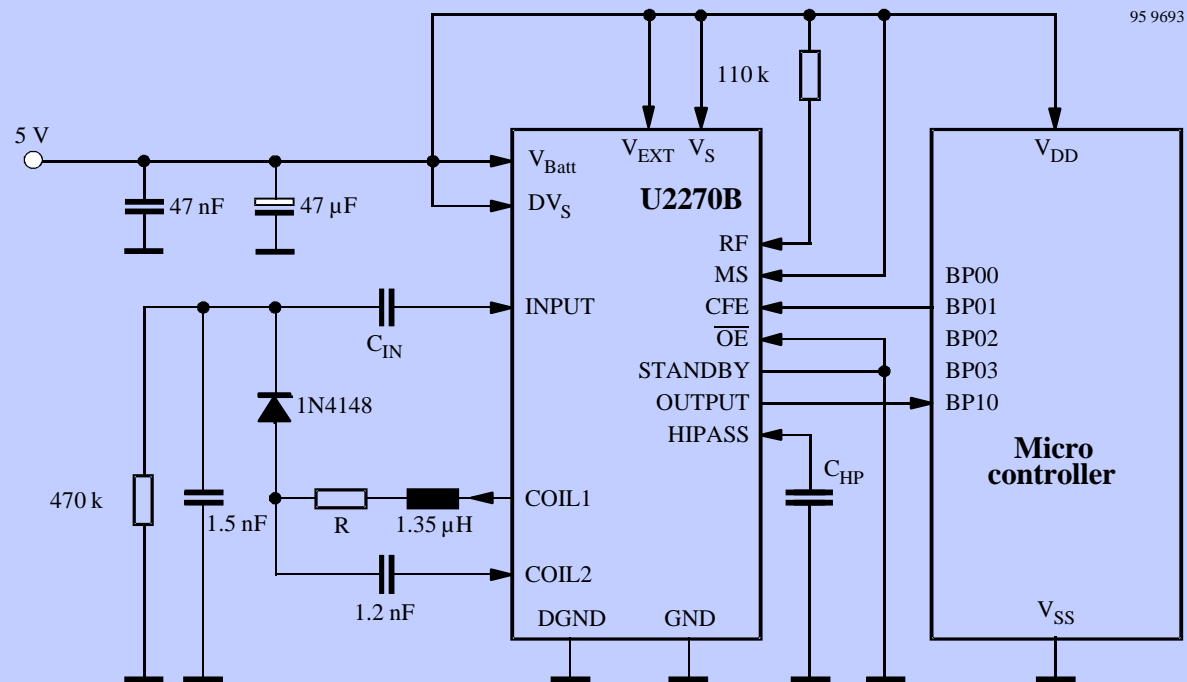 95 9693
110 k
5 V
V_Batt
V_EXT
V_S
V_DD
47 nF
47 µF
DV_S
U2270B
RF
MS
BP00
INPUT
CFE
BP01
C_IN
OE
BP02
STANDBY
BP03
1N4148
OUTPUT
BP10
HIPASS
Micro
controller
C_HP
470 k
1.5 nF
R
1.35 µH
COIL1
COIL2
1.2 nF
DGND
GND
V_SS